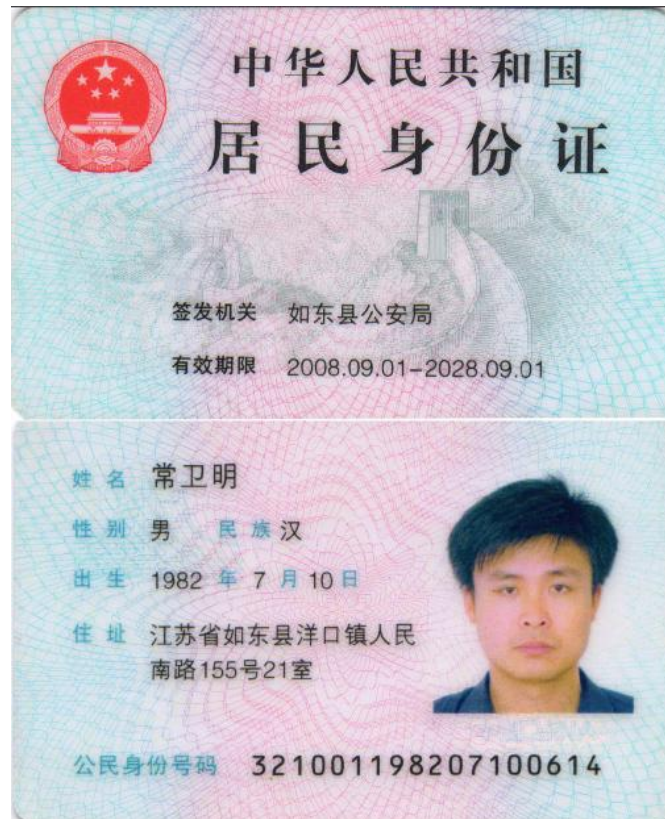 中华人民共和国
居民身份证
签发机关 如东县公安局
有效期限 2008.09.01-2028.09.01
姓名 常卫明
性别 男 民族 汉
出生 1982 年 7 月 10 日
住址 江苏省如东县洋口镇人民
南路155号21室
公民身份号码 321001198207100614